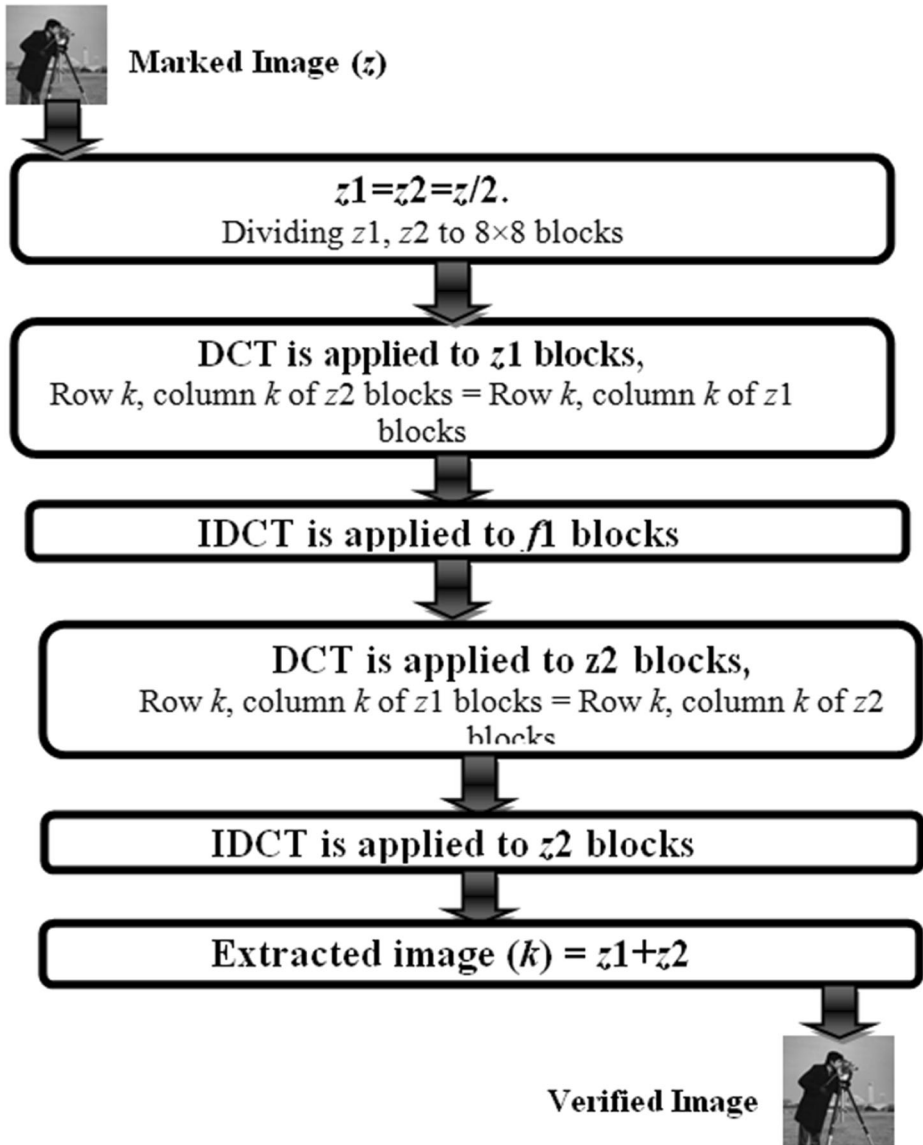 Marked Image (z)
z1=z2=z/2.
Dividing z1, z2 to 8×8 blocks
DCT is applied to z1 blocks,
Row k, column k of z2 blocks = Row k, column k of z1
blocks
IDCT is applied to f1 blocks
DCT is applied to z2 blocks,
Row k, column k of z1 blocks = Row k, column k of z2
blocks
IDCT is applied to z2 blocks
Extracted image (k) = z1+z2
Verified Image